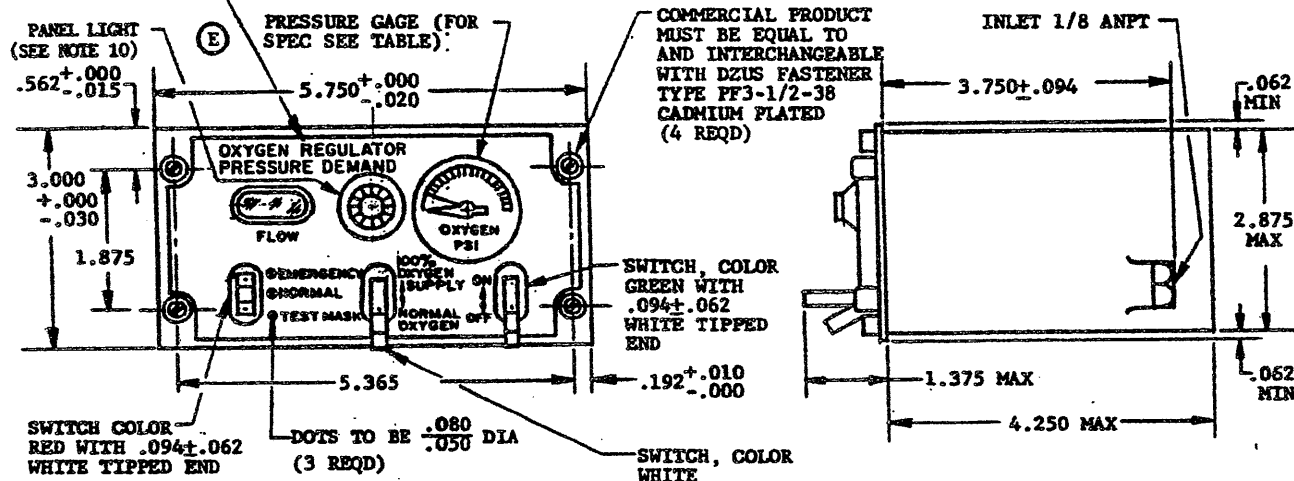 PANEL LIGHT
(SEE NOTE 10)
E
PRESSURE GAGE (FOR
SPEC SEE TABLE)
COMMERCIAL PRODUCT
MUST BE EQUAL TO
AND INTERCHANGEABLE
WITH DZUS FASTENER
TYPE PF3-1/2-38
CADMIUM PLATED
(4 REQD)
INLET 1/8 ANPT
.562 +.000
-.015
5.750 +.000
-.020
3.750±.094
.062
MIN
3.000
+.000
-.030
1.875
OXYGEN REGULATOR
PRESSURE DEMAND
FLOW
OXYGEN
PSI
2.875
MAX
EMERGENCY
NORMAL
TEST MASK
100%
OXYGEN
SUPPLY
NORMAL
OXYGEN
ON
OFF
SWITCH, COLOR
GREEN WITH
.094±.062
WHITE TIPPED
END
5.365
.192 +.010
-.000
1.375 MAX
4.250 MAX
.062
MIN
SWITCH COLOR
RED WITH .094±.062
WHITE TIPPED END
DOTS TO BE .080/.050 DIA
(3 REQD)
SWITCH, COLOR
WHITE